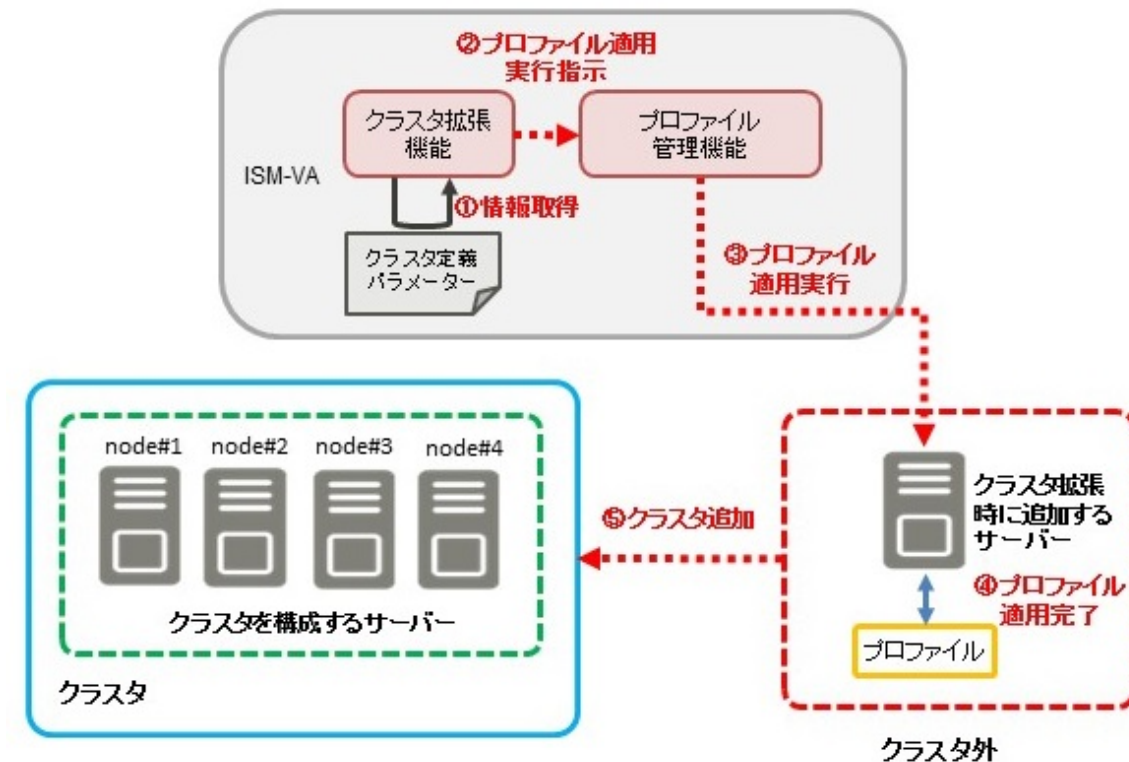 ②プロファイル適用
実行指示
クラスタ拡張
機能
プロファイル
管理機能
ISM-VA
①情報取得
クラスタ定義
パラメーター
③プロファイル
適用実行
node#1
node#2
node#3
node#4
クラスタを構成するサーバー
クラスタ
⑤クラスタ追加
クラスタ拡張
時に追加する
サーバー
④プロファイル
適用完了
プロファイル
クラスタ外